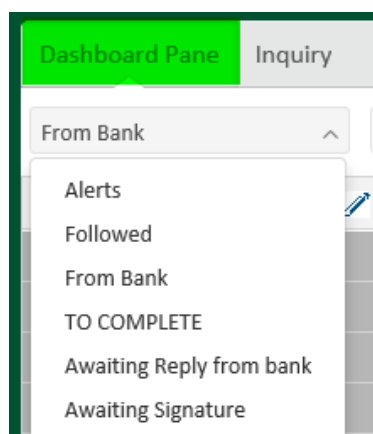 Dashboard Pane Inquiry
From Bank
Alerts
Followed
From Bank
TO COMPLETE
Awaiting Reply from bank
Awaiting Signature